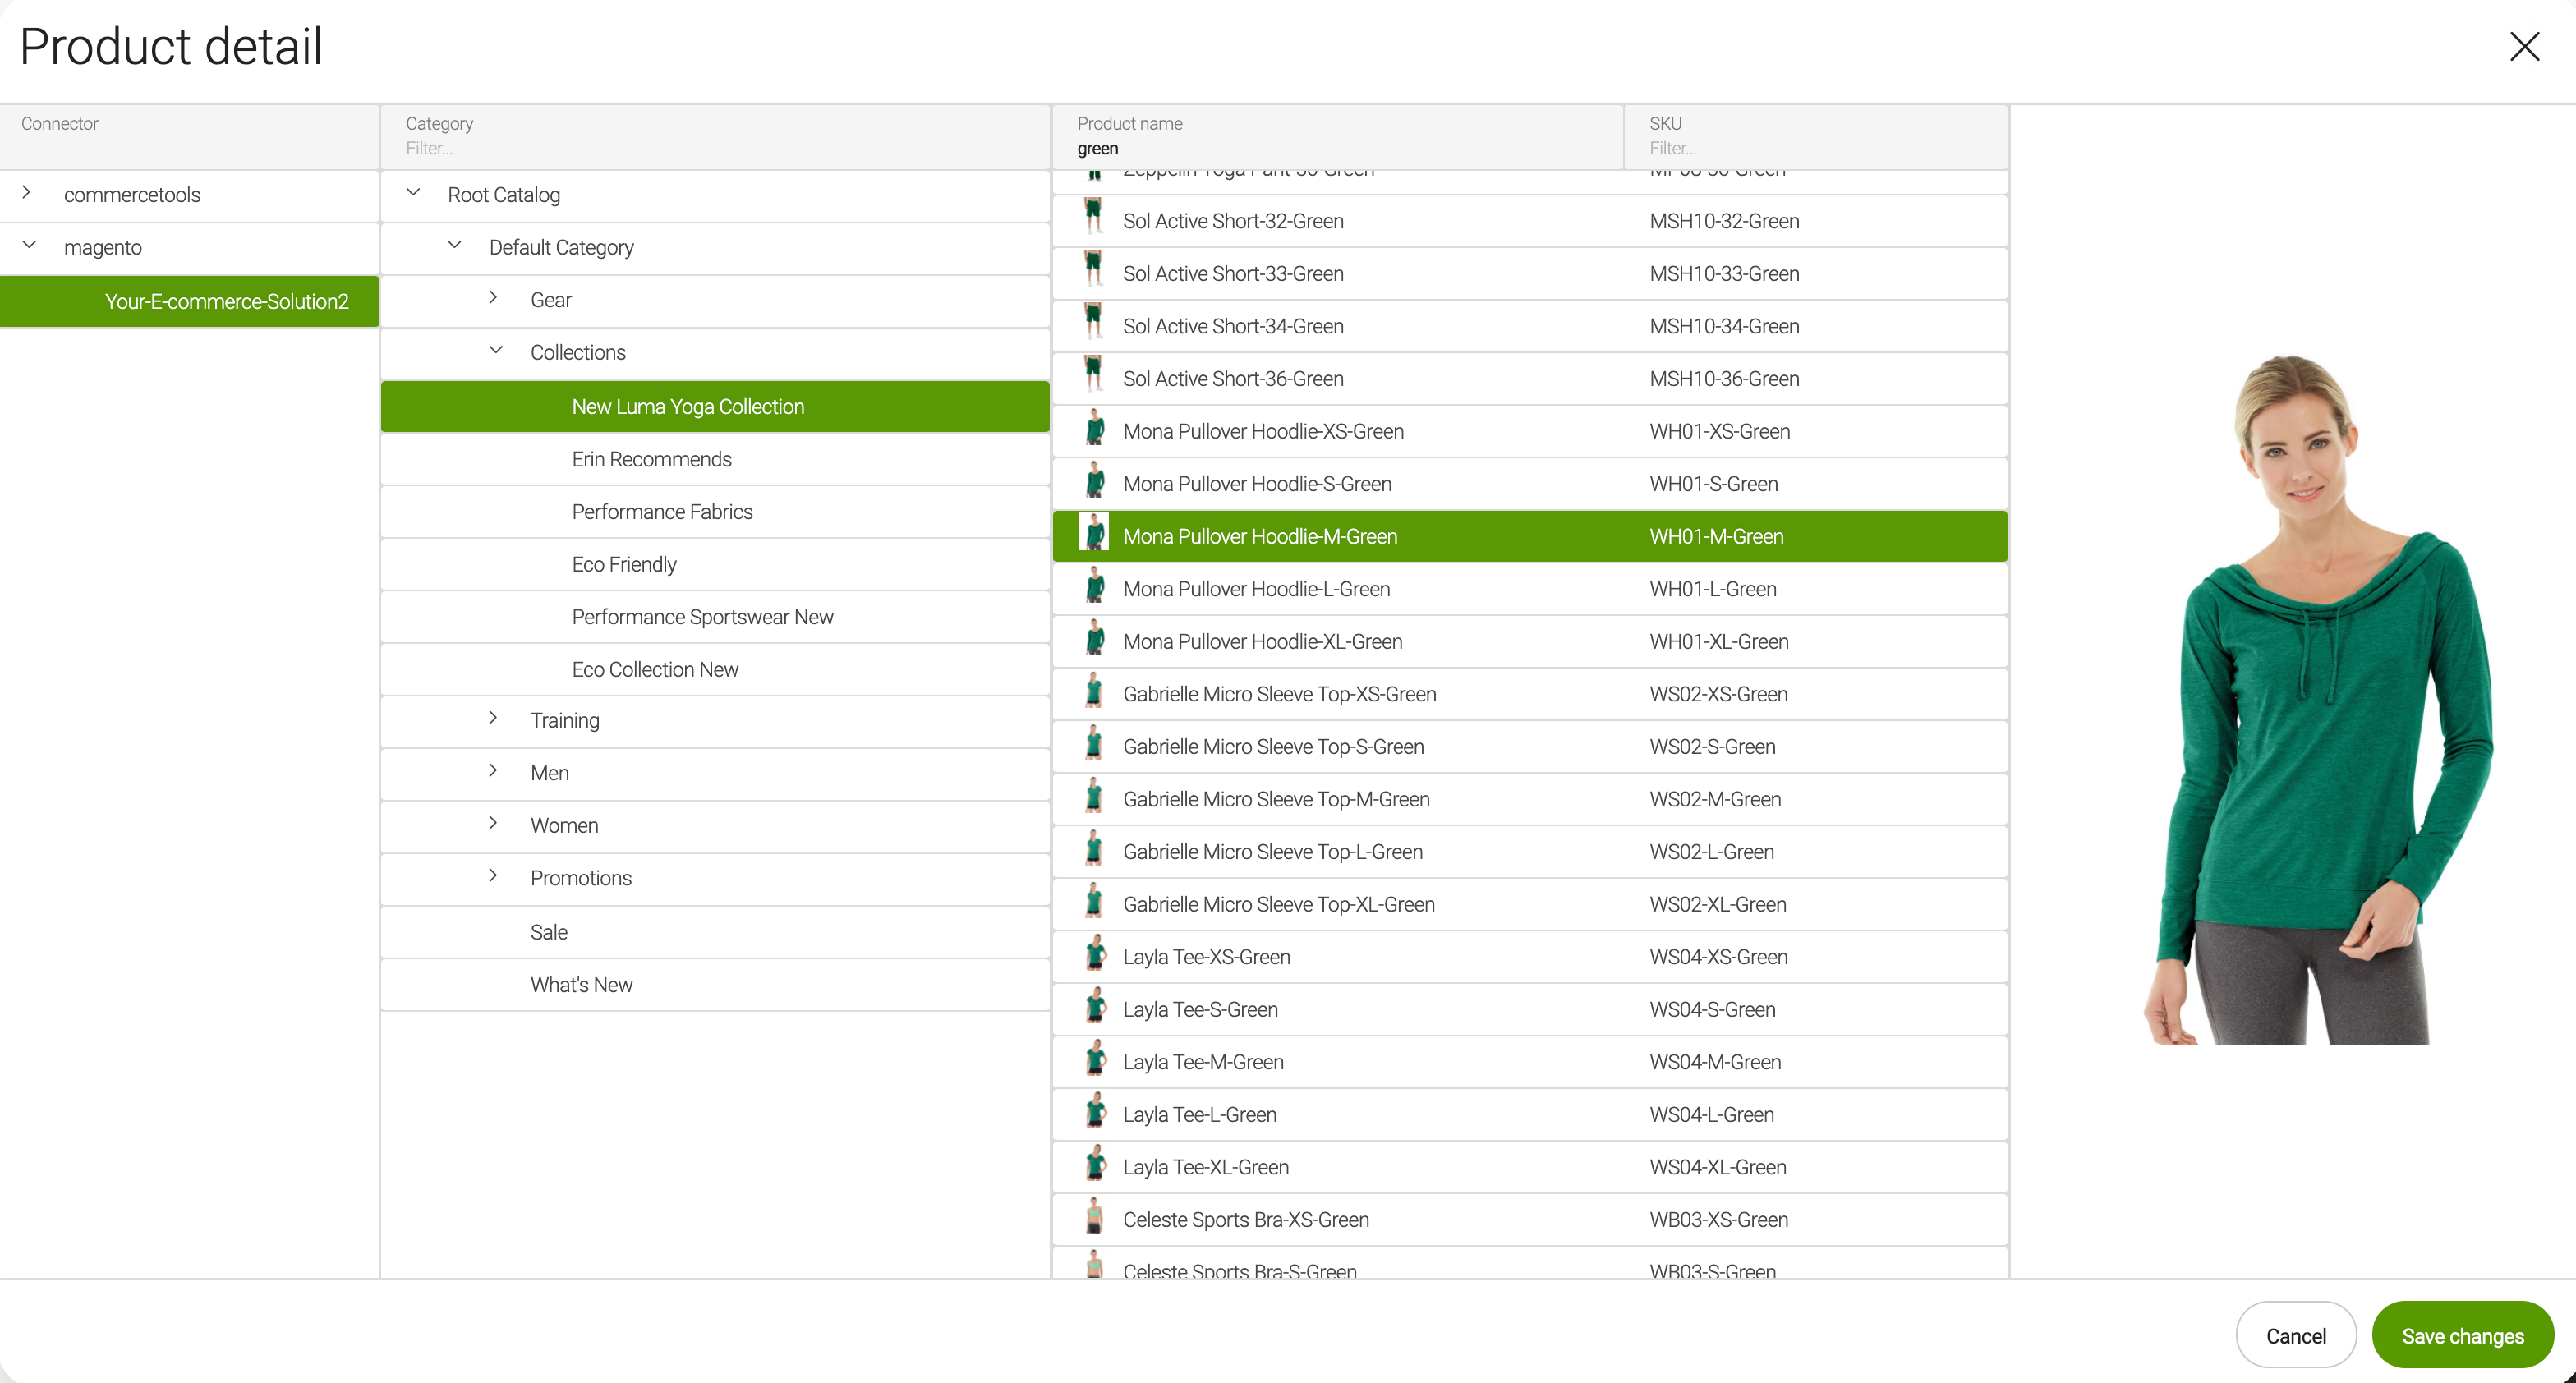 Product detail
Connector
Category
Filter...
Product name
green
SKU
Filter...
commercetools
magento
Your-E-commerce-Solution2
Root Catalog
Default Category
Gear
Collections
New Luma Yoga Collection
Erin Recommends
Performance Fabrics
Eco Friendly
Performance Sportswear New
Eco Collection New
Training
Men
Women
Promotions
Sale
What's New
Zeppelin Yoga Pant-36-Green MP08-36-Green
Sol Active Short-32-Green MSH10-32-Green
Sol Active Short-33-Green MSH10-33-Green
Sol Active Short-34-Green MSH10-34-Green
Sol Active Short-36-Green MSH10-36-Green
Mona Pullover Hoodlie-XS-Green WH01-XS-Green
Mona Pullover Hoodlie-S-Green WH01-S-Green
Mona Pullover Hoodlie-M-Green WH01-M-Green
Mona Pullover Hoodlie-L-Green WH01-L-Green
Mona Pullover Hoodlie-XL-Green WH01-XL-Green
Gabrielle Micro Sleeve Top-XS-Green WS02-XS-Green
Gabrielle Micro Sleeve Top-S-Green WS02-S-Green
Gabrielle Micro Sleeve Top-M-Green WS02-M-Green
Gabrielle Micro Sleeve Top-L-Green WS02-L-Green
Gabrielle Micro Sleeve Top-XL-Green WS02-XL-Green
Layla Tee-XS-Green WS04-XS-Green
Layla Tee-S-Green WS04-S-Green
Layla Tee-M-Green WS04-M-Green
Layla Tee-L-Green WS04-L-Green
Layla Tee-XL-Green WS04-XL-Green
Celeste Sports Bra-XS-Green WB03-XS-Green
Celeste Sports Bra-S-Green WB03-S-Green
Cancel
Save changes